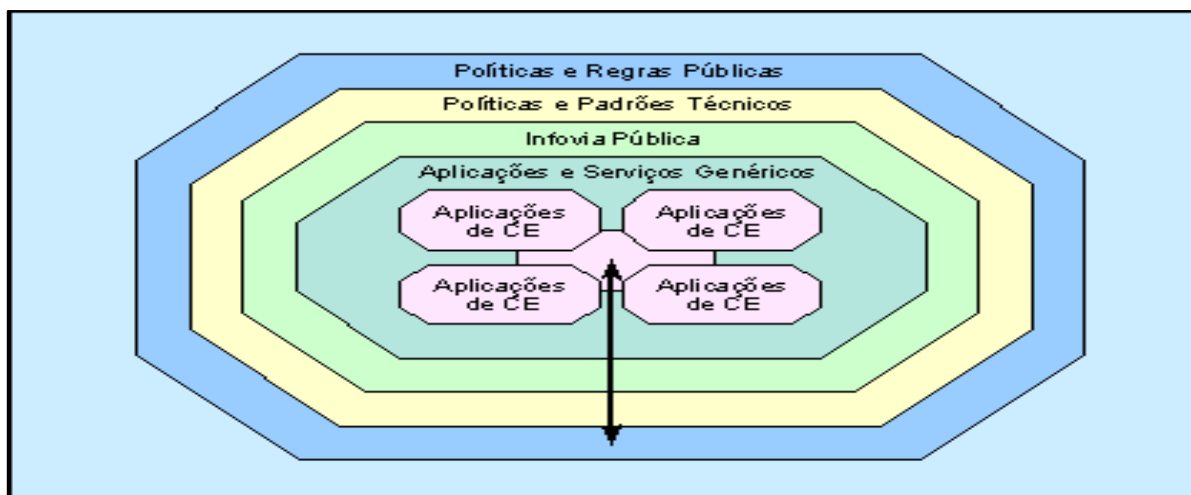 Políticas e Regras Públicas
Políticas e Padrões Técnicos
Infovia Pública
Aplicações e Serviços Genéricos
Aplicações
de CE
Aplicações
de CE
Aplicações
de CE
Aplicações
de CE